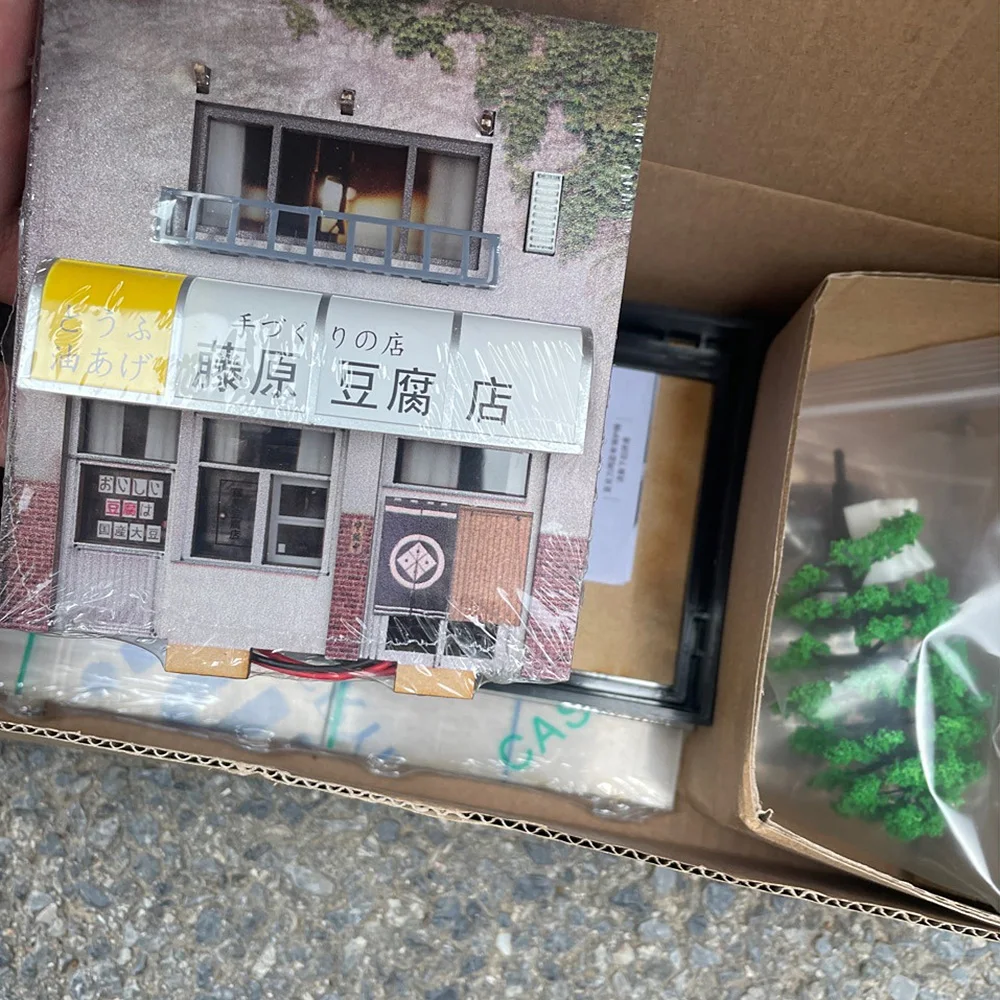 とうふ
油あげ
手づくりの店
藤原 豆腐 店
おいしい
豆腐は
国産大豆
CAS